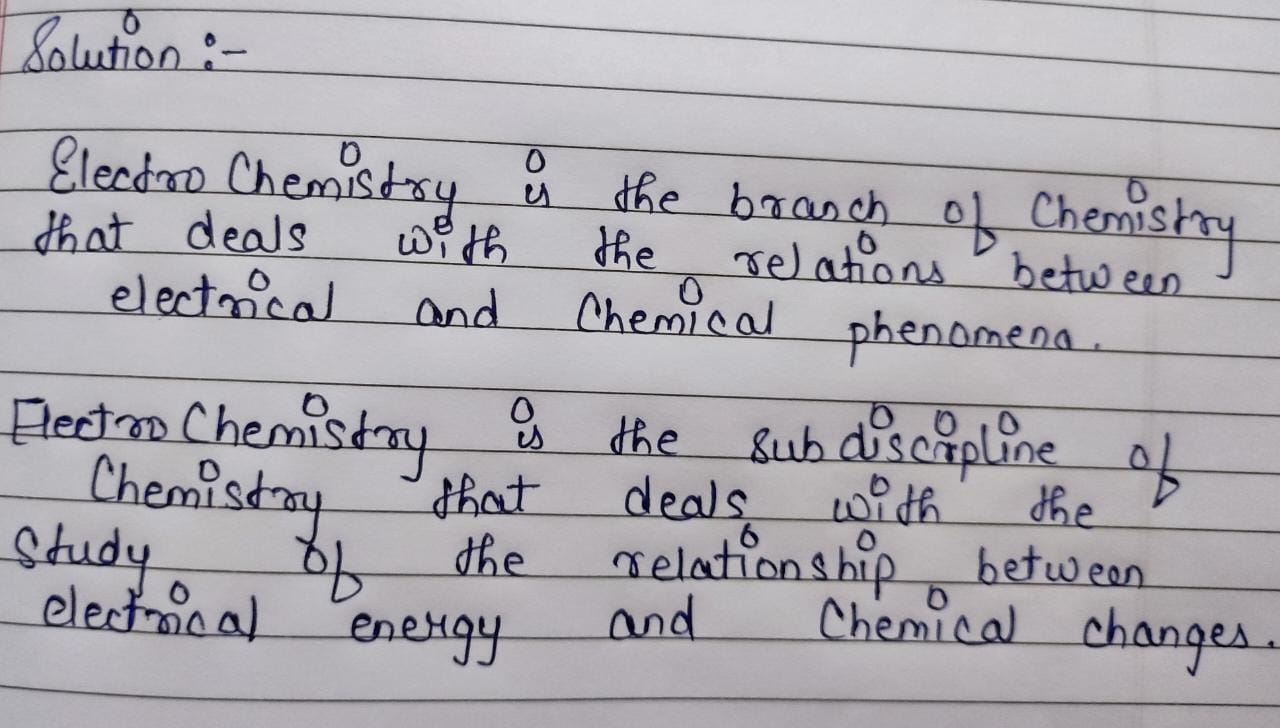 Solution :-
Electro Chemistry is the branch of Chemistry
that deals with the relations between
electrical and Chemical phenomena.
Electro Chemistry is the sub discipline of
Chemistry that deals with the
Study of the relationship between
electrical energy and Chemical changes.